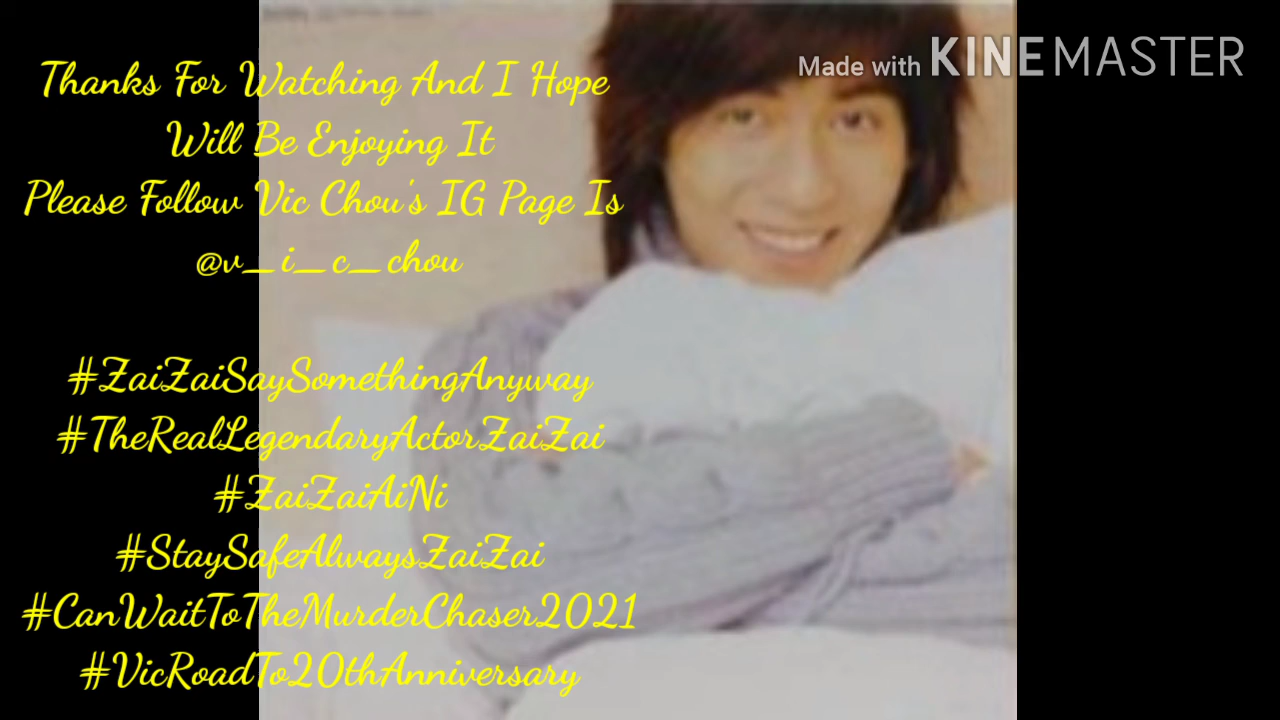 Made with KINEMASTER
Thanks For Watching And I Hope
Will Be Enjoying It
Please Follow Vic Chou's IG Page Is
@v_i_c_chou
#ZaiZaiSaySomethingAnyway
#TheRealLegendaryActorZaiZai
#ZaiZaiAiNi
#StaySafeAlwaysZaiZai
#CanWaitToTheMurderChaser2021
#VicRoadTo20thAnniversary